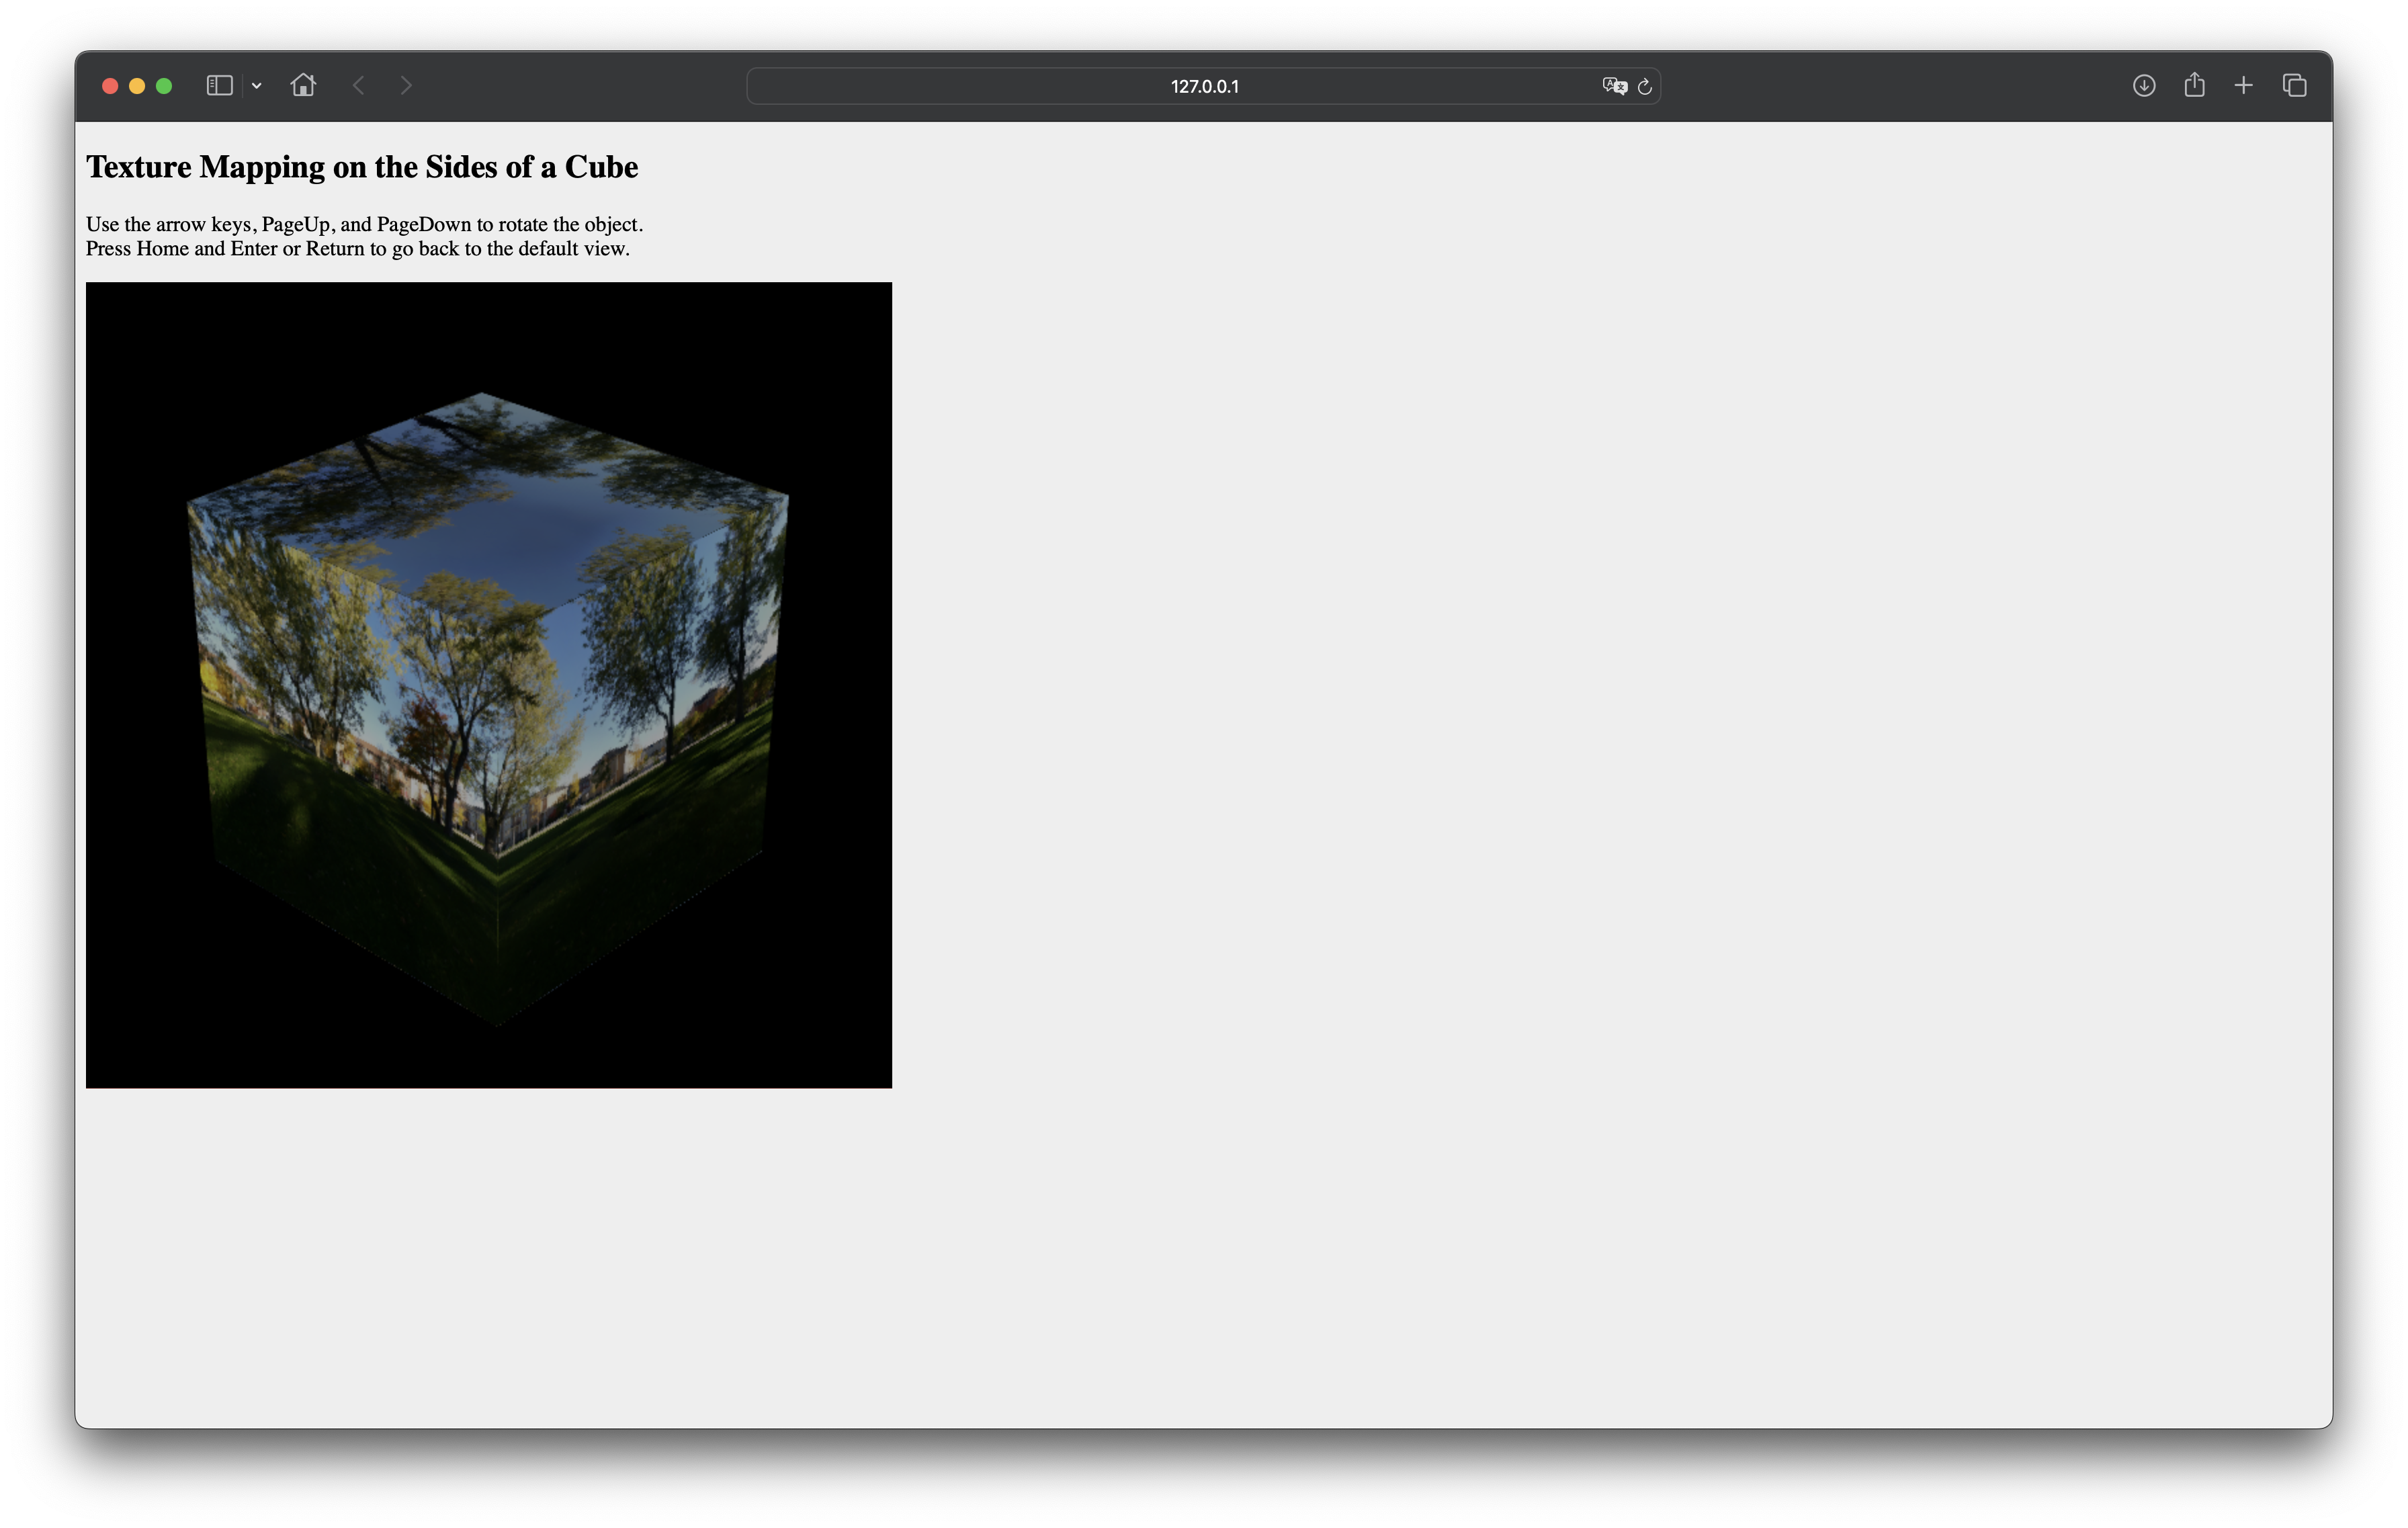 127.0.0.1
Texture Mapping on the Sides of a Cube
Use the arrow keys, PageUp, and PageDown to rotate the object.
Press Home and Enter or Return to go back to the default view.